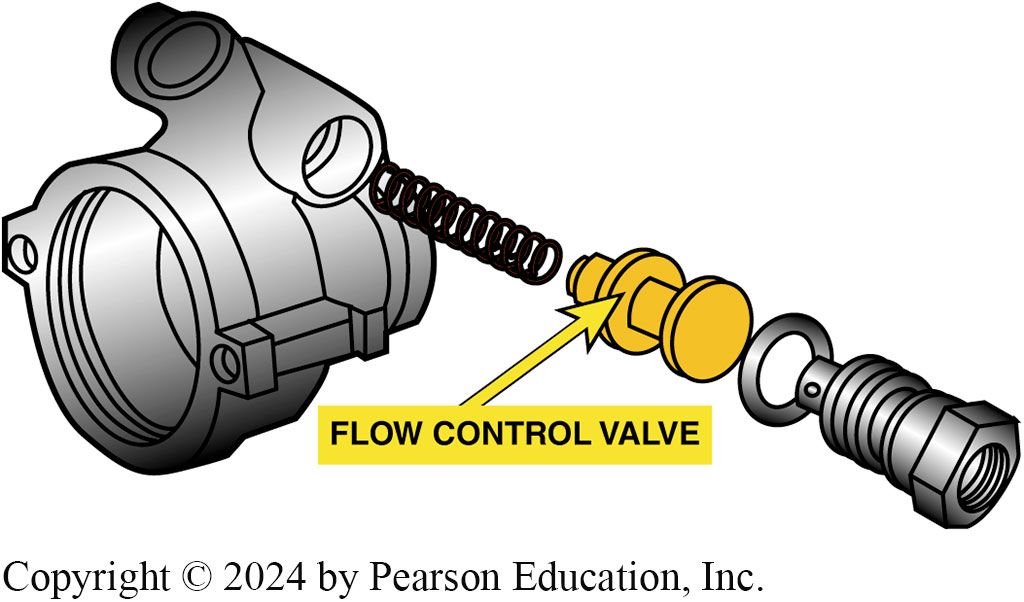 FLOW CONTROL VALVE
Copyright © 2024 by Pearson Education, Inc.